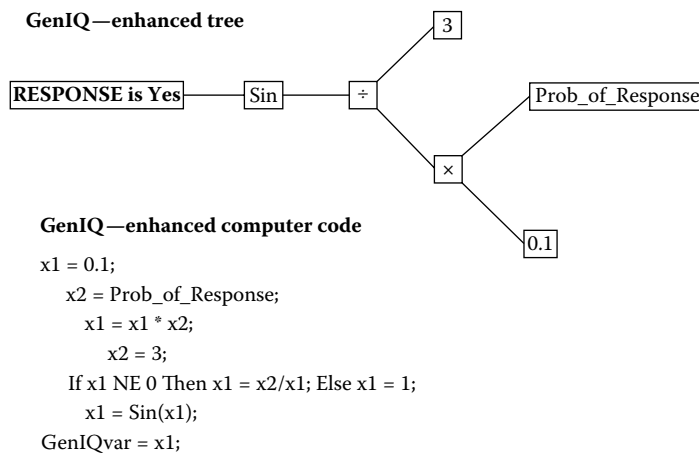 GenIQ—enhanced tree
3
RESPONSE is Yes
Sin
÷
Prob_of_Response
×
GenIQ—enhanced computer code
0.1
x1 = 0.1;
x2 = Prob_of_Response;
x1 = x1 * x2;
x2 = 3;
If x1 NE 0 Then x1 = x2/x1; Else x1 = 1;
x1 = Sin(x1);
GenIQvar = x1;